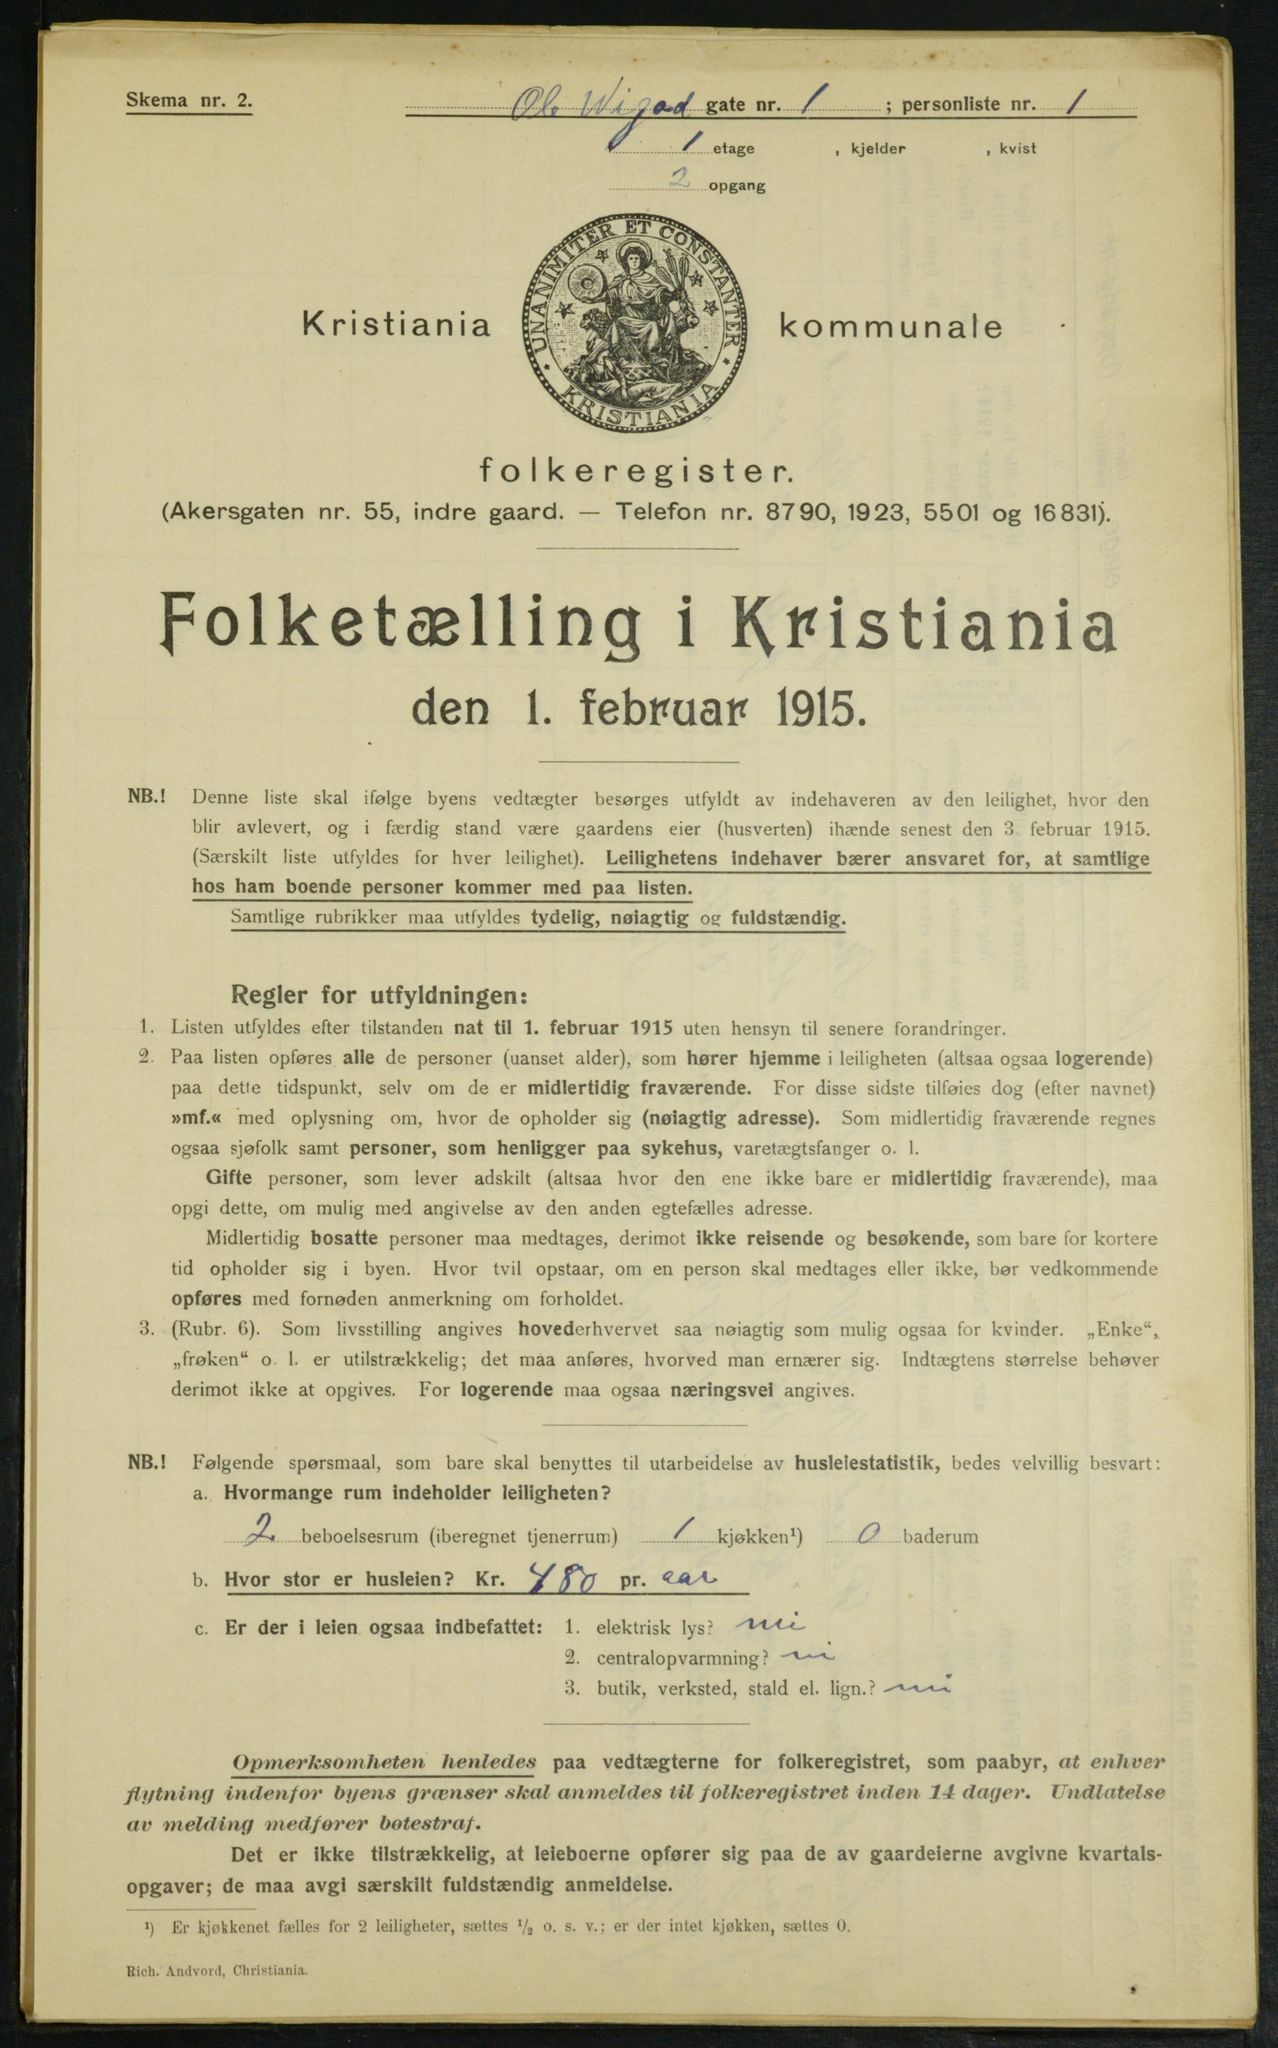 Skema nr. 2.
Ole Wigsd gate nr. 1 ; personliste nr. 1
1 etage , kjelder , kvist
2 opgang
UNANIMITER ET CONSTANTER
KRISTIANIA
Kristiania kommunale
folkeregister.
(Akersgaten nr. 55, indre gaard. — Telefon nr. 8790, 1923, 5501 og 16831).
Folketælling i Kristiania
den 1. februar 1915.
NB.! Denne liste skal ifølge byens vedtægter besørges utfyldt av indehaveren av den leilighet, hvor den
blir avlevert, og i færdig stand være gaardens eier (husverten) ihænde senest den 3. februar 1915.
(Særskilt liste utfyldes for hver leilighet). Leilighetens indehaver bærer ansvaret for, at samtlige
hos ham boende personer kommer med paa listen.
Samtlige rubrikker maa utfyldes tydelig, nøiagtig og fuldstændig.
Regler for utfyldningen:
1. Listen utfyldes efter tilstanden nat til 1. februar 1915 uten hensyn til senere forandringer.
2. Paa listen opføres alle de personer (uanset alder), som hører hjemme i leiligheten (altsaa ogsaa logerende)
paa dette tidspunkt, selv om de er midlertidig fraværende. For disse sidste tilføies dog (efter navnet)
»mf.« med oplysning om, hvor de opholder sig (nøiagtig adresse). Som midlertidig fraværende regnes
ogsaa sjøfolk samt personer, som henligger paa sykehus, varetægtsfanger o. l.
Gifte personer, som lever adskilt (altsaa hvor den ene ikke bare er midlertidig fraværende), maa
opgi dette, om mulig med angivelse av den anden egtefælles adresse.
Midlertidig bosatte personer maa medtages, derimot ikke reisende og besøkende, som bare for kortere
tid opholder sig i byen. Hvor tvil opstaar, om en person skal medtages eller ikke, bør vedkommende
opføres med fornøden anmerkning om forholdet.
3. (Rubr. 6). Som livsstilling angives hovederhvervet saa nøiagtig som mulig ogsaa for kvinder. „Enke“,
„frøken“ o. l. er utilstrækkelig; det maa anføres, hvorved man ernærer sig. Indtægtens størrelse behøver
derimot ikke at opgives. For logerende maa ogsaa næringsvei angives.
NB.! Følgende spørsmaal, som bare skal benyttes til utarbeidelse av husleiestatistik, bedes velvillig besvart:
a. Hvormange rum indeholder leiligheten?
2 beboelsesrum (iberegnet tjenerrum) 1 kjøkken¹) 0 baderum
b. Hvor stor er husleien? Kr. 480 pr. aar
c. Er der i leien ogsaa indbefattet: 1. elektrisk lys? nei
2. centralopvarmning? ni
3. butik, verksted, stald el. lign.? nei
Opmerksomheten henledes paa vedtægterne for folkeregistret, som paabyr, at enhver
flytning indenfor byens grænser skal anmeldes til folkeregistret inden 14 dager. Undlatelse
av melding medfører bøtestraf.
Det er ikke tilstrækkelig, at leieboerne opfører sig paa de av gaardeierne avgivne kvartals-
opgaver; de maa avgi særskilt fuldstændig anmeldelse.
¹) Er kjøkkenet fælles for 2 leiligheter, sættes ½ o. s. v.; er der intet kjøkken, sættes 0.
Rich. Andvord, Christiania.